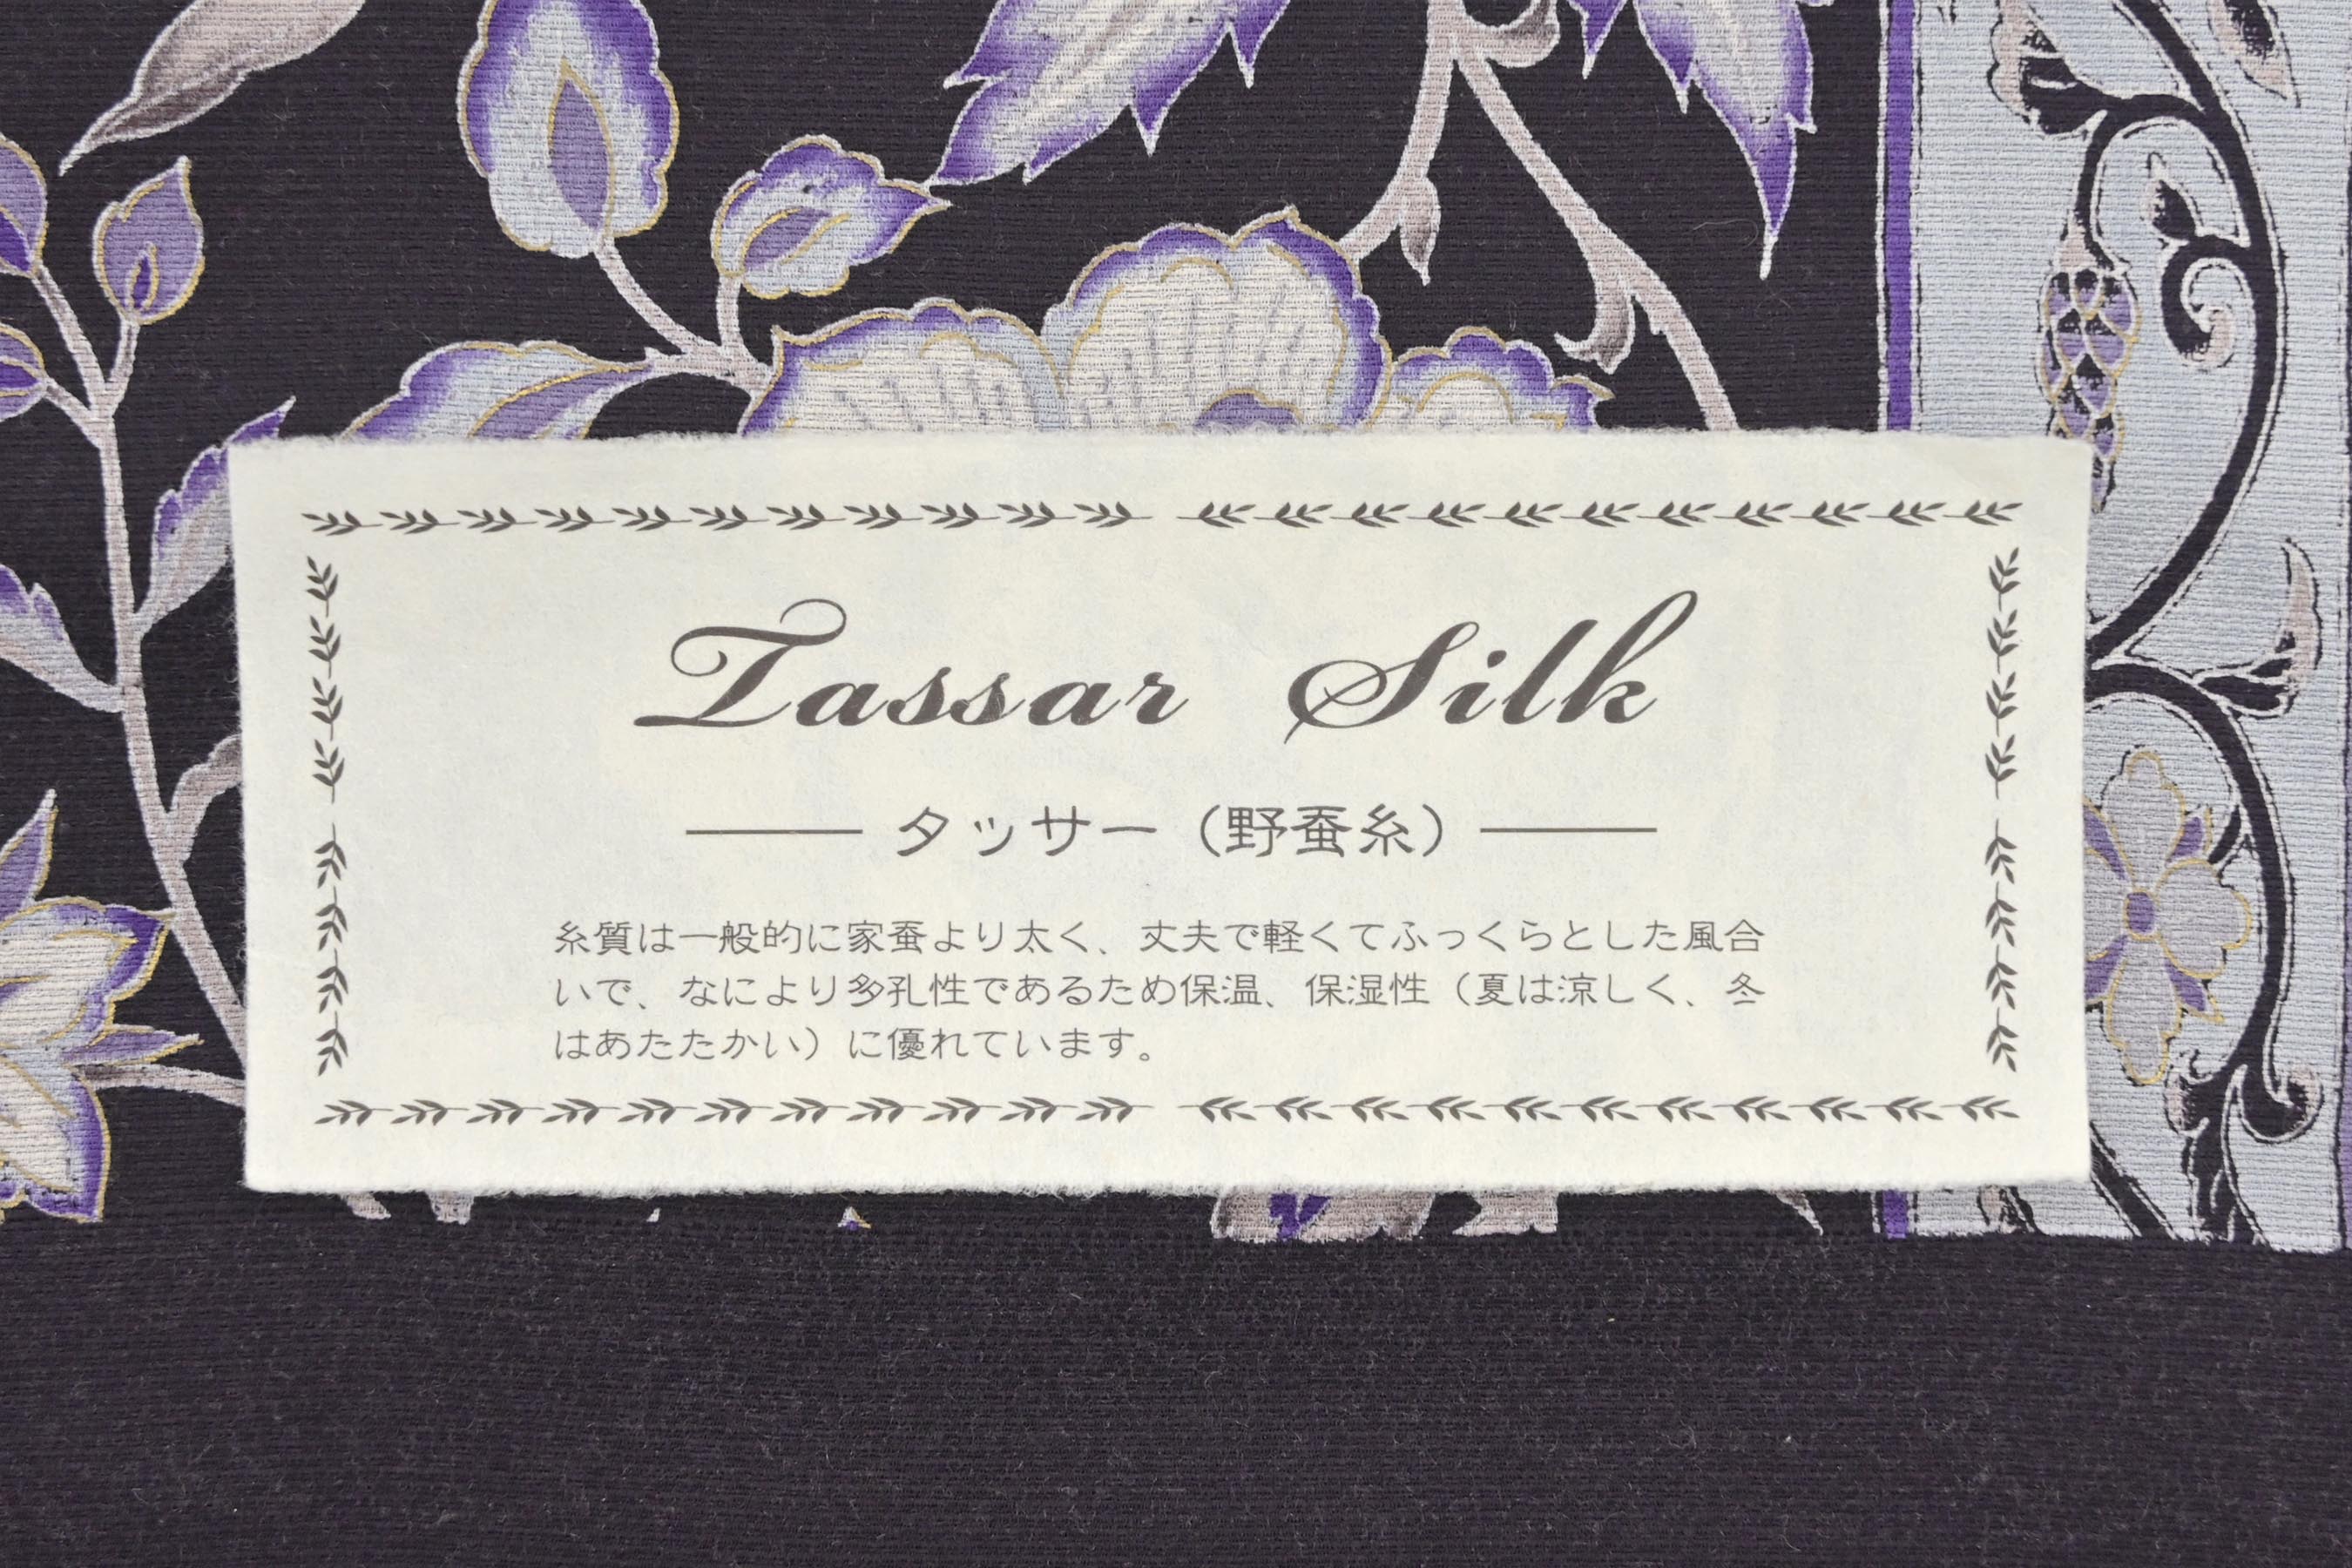 Tassar Silk
タッサー（野蚕糸）
糸質は一般的に家蚕より太く、丈夫で軽くてふっくらとした風合
いで、なにより多孔性であるため保温、保湿性（夏は涼しく、冬
はあたたかい）に優れています。